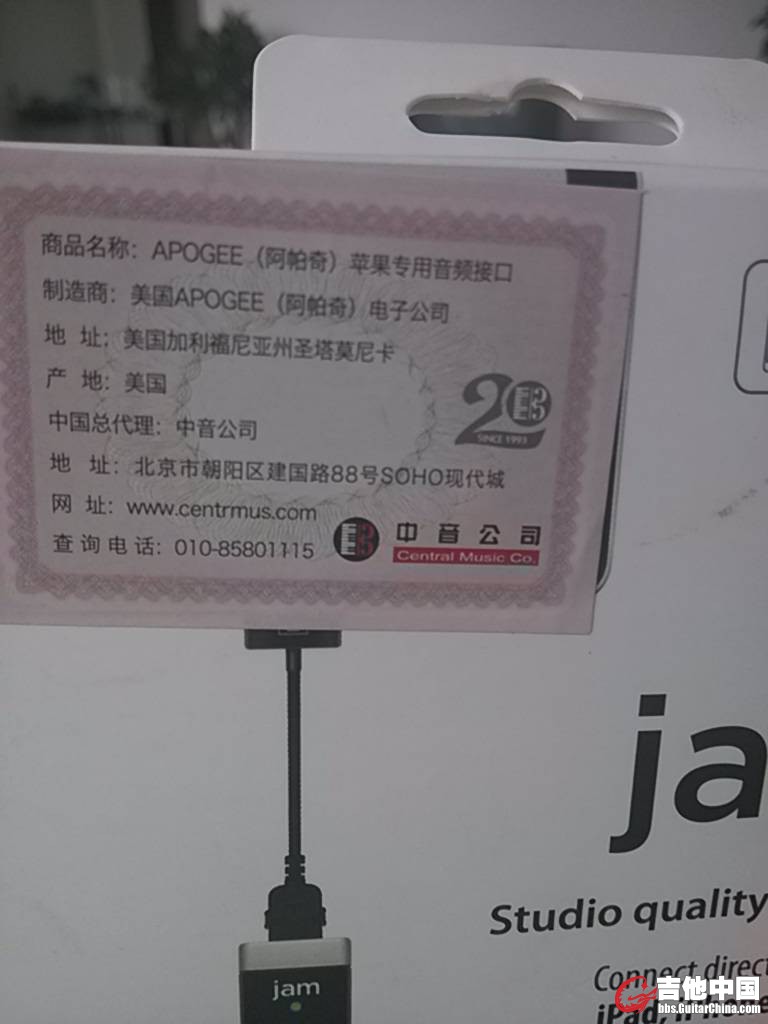 商品名称：APOGEE（阿帕奇）苹果专用音频接口
制造商：美国APOGEE（阿帕奇）电子公司
地 址：美国加利福尼亚州圣塔莫尼卡
产 地：美国
中国总代理：中音公司
地 址：北京市朝阳区建国路88号SOHO现代城
网 址：www.centrmus.com
查询电话：010-85801115
20
SINCE 1993
中音公司
Central Music Co.
ja
Studio quality
Connect direct
iPad, iPhone
jam
吉他中国
bbs.GuitarChina.com